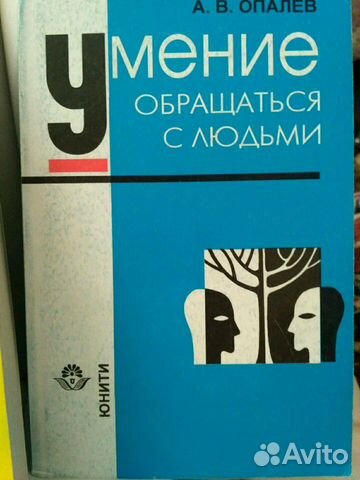 А. В. ОПАЛЕВ
Умение
ОБРАЩАТЬСЯ
С ЛЮДЬМИ
ЮНИТИ
Avito